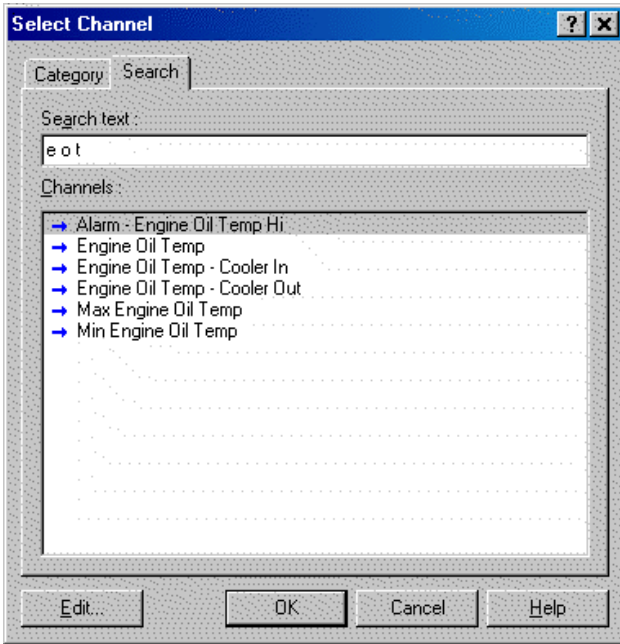 Select Channel
Category Search
Search text :
e o t
Channels :
Alarm - Engine Oil Temp Hi
Engine Oil Temp
Engine Oil Temp - Cooler In
Engine Oil Temp - Cooler Out
Max Engine Oil Temp
Min Engine Oil Temp
Edit... OK Cancel Help